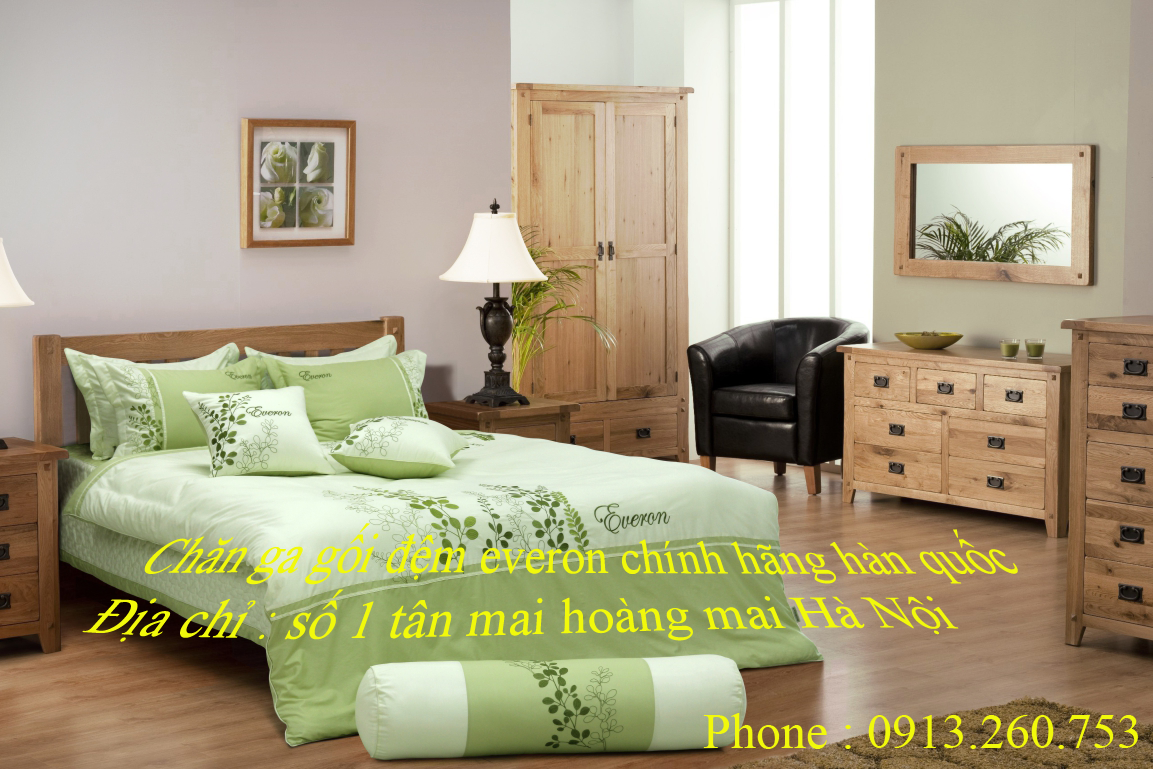 Everon
Everon
Everon
Everon
Chăn ga gối đệm everon chính hãng hàn quốc
Địa chỉ : số 1 tân mai hoàng mai Hà Nội
Phone : 0913.260.753